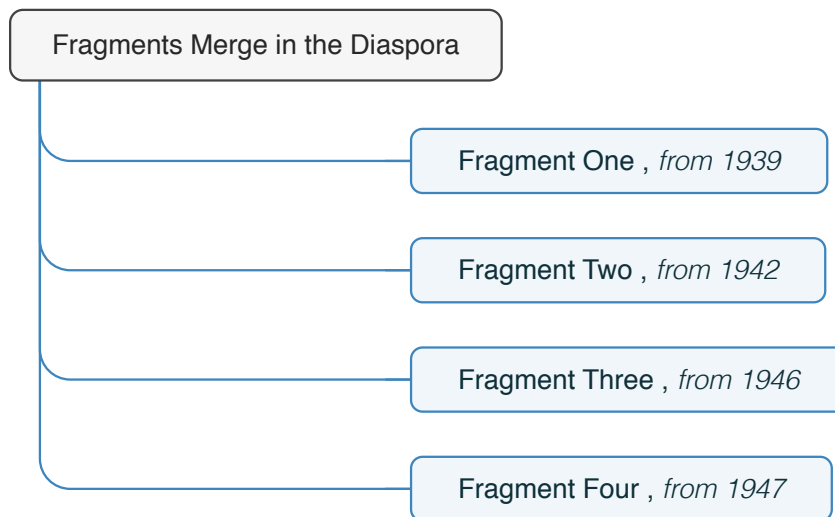 Fragments Merge in the Diaspora
Fragment One , from 1939
Fragment Two , from 1942
Fragment Three , from 1946
Fragment Four , from 1947